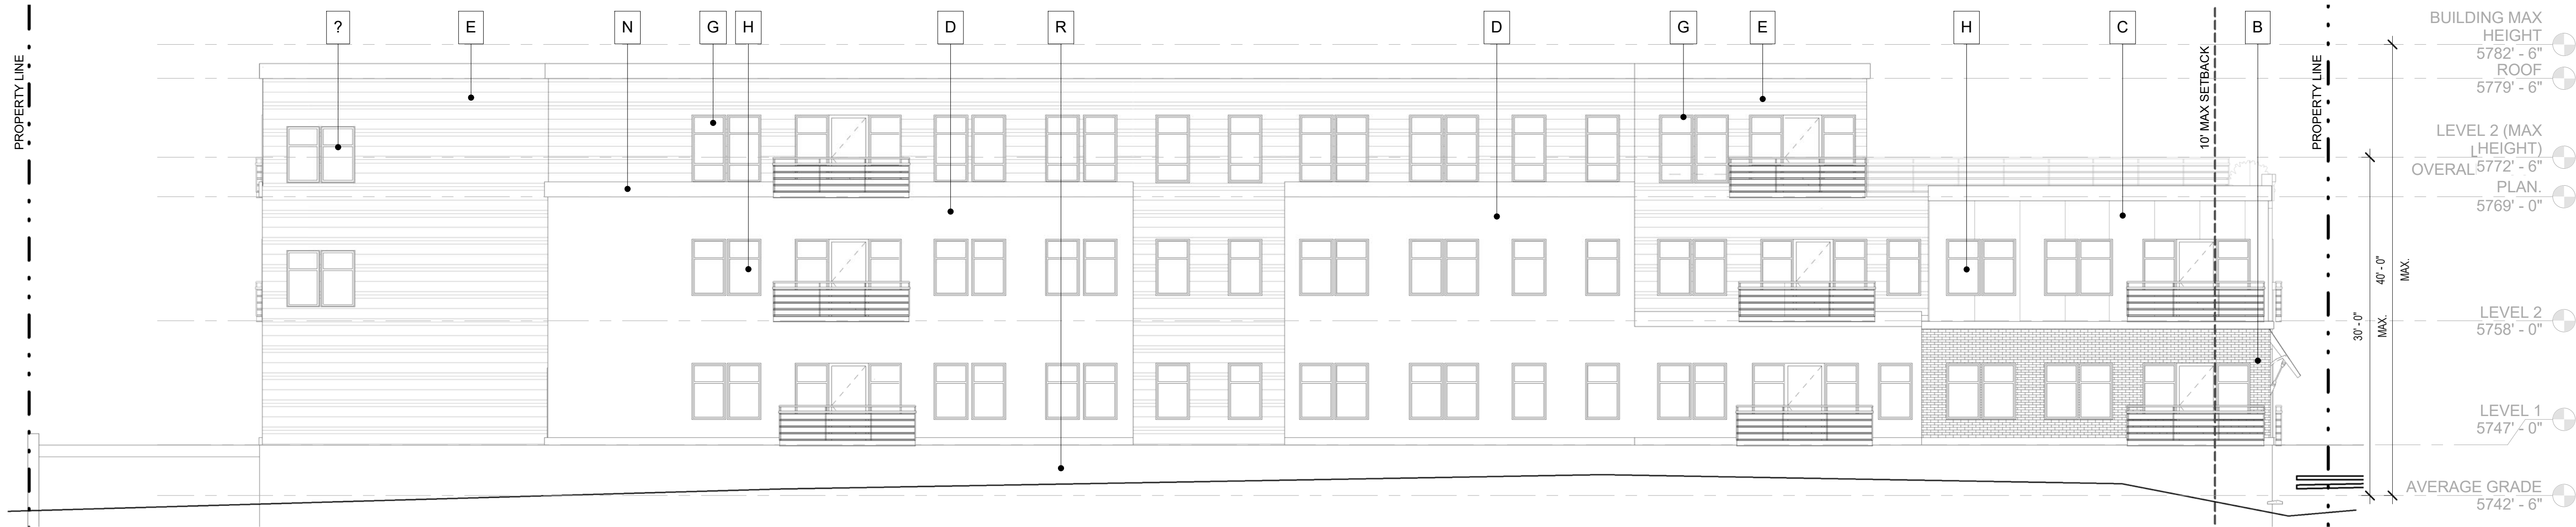 ? E N G H D R D G E H C B
PROPERTY LINE
10' MAX SETBACK
PROPERTY LINE
BUILDING MAX
HEIGHT
5782' - 6"
ROOF
5779' - 6"
LEVEL 2 (MAX
HEIGHT)
L
OVERAL 5772' - 6"
PLAN.
5769' - 0"
40' - 0"
MAX.
30' - 0"
MAX.
LEVEL 2
5758' - 0"
LEVEL 1
5747' - 0"
AVERAGE GRADE
5742' - 6"